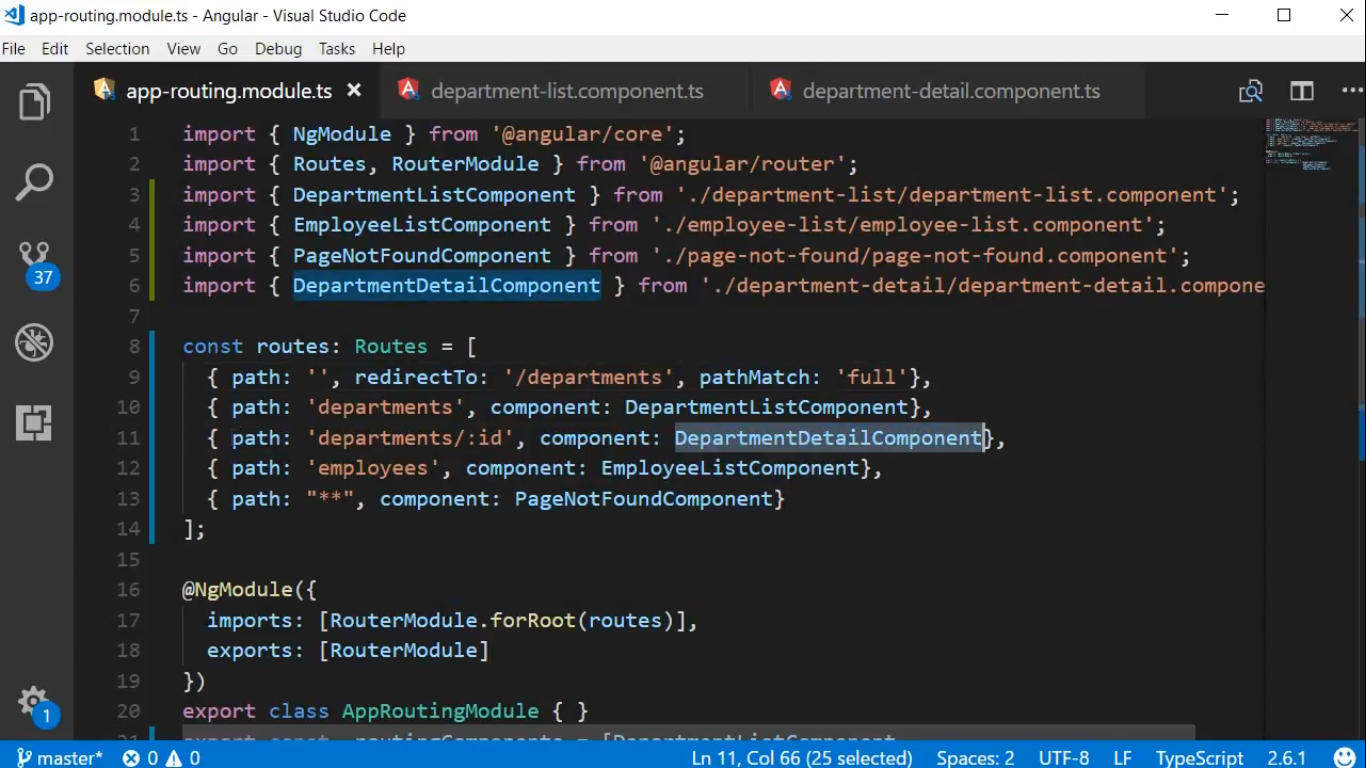 app-routing.module.ts - Angular - Visual Studio Code
File Edit Selection View Go Debug Tasks Help
app-routing.module.ts department-list.component.ts department-detail.component.ts
1 import { NgModule } from '@angular/core';
2 import { Routes, RouterModule } from '@angular/router';
3 import { DepartmentListComponent } from './department-list/department-list.component';
4 import { EmployeeListComponent } from './employee-list/employee-list.component';
5 import { PageNotFoundComponent } from './page-not-found/page-not-found.component';
6 import { DepartmentDetailComponent } from './department-detail/department-detail.compone
7
8 const routes: Routes = [
9 { path: '', redirectTo: '/departments', pathMatch: 'full'},
10 { path: 'departments', component: DepartmentListComponent},
11 { path: 'departments/:id', component: DepartmentDetailComponent},
12 { path: 'employees', component: EmployeeListComponent},
13 { path: "**", component: PageNotFoundComponent}
14 ];
15
16 @NgModule({
17 imports: [RouterModule.forRoot(routes)],
18 exports: [RouterModule]
19 })
20 export class AppRoutingModule { }
21 export const routingComponents = [DepartmentListComponent,
37
1
master* 0 0 Ln 11, Col 66 (25 selected) Spaces: 2 UTF-8 LF TypeScript 2.6.1